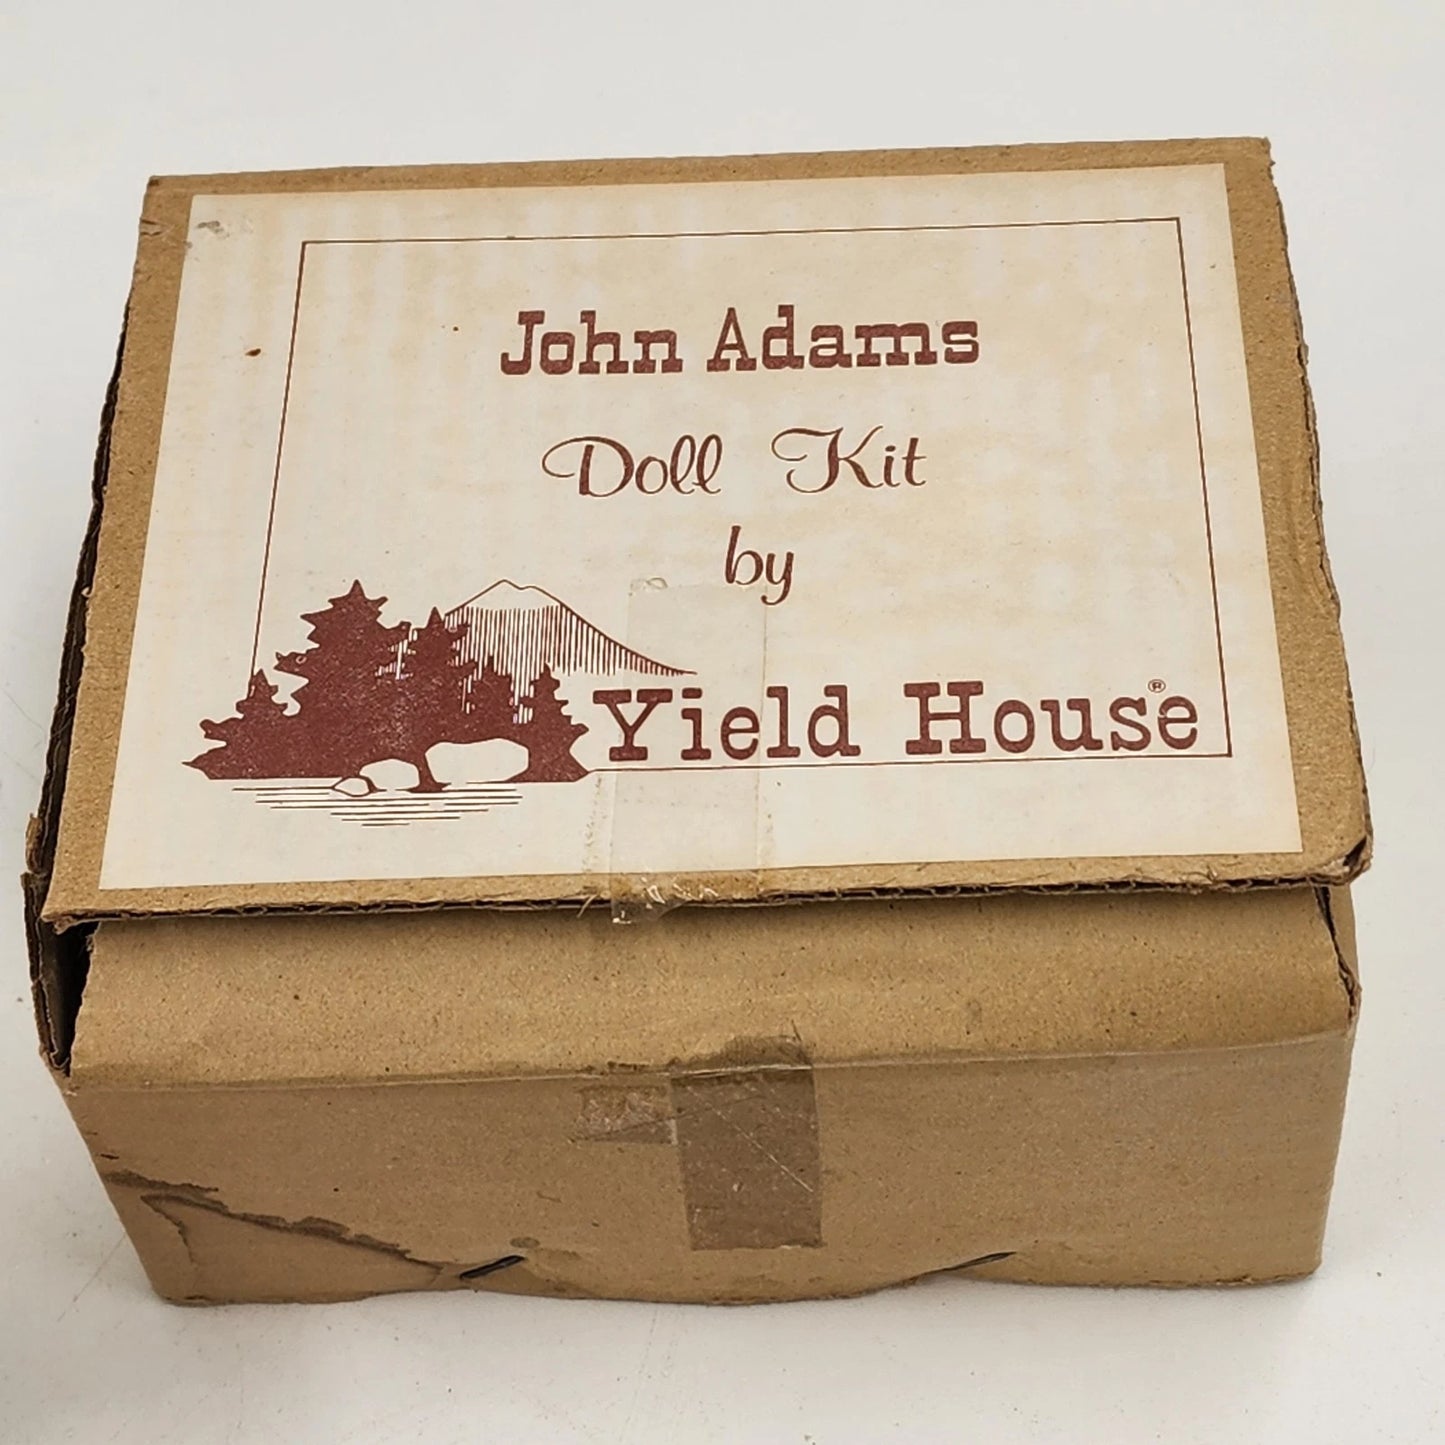 John Adams
Doll Kit
by
Yield House®